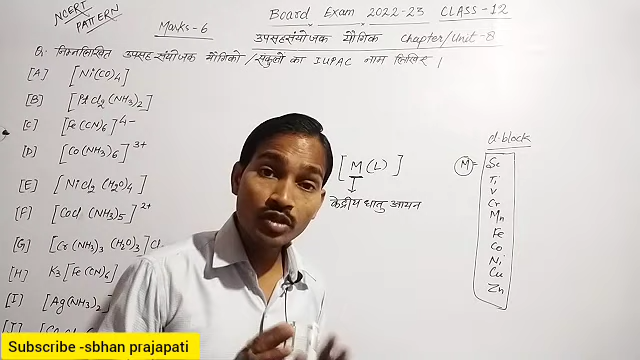 NCERT PATTERN
Marks-6
Board Exam 2022-23 CLASS-12
उपसहसंयोजक यौगिक Chapter/Unit-8
Q. निम्नलिखित उपसह-संयोजक यौगिको/संकुलों का IUPAC नाम लिखिए।
[A] [Ni(CO)4]
[B] [PtCl2(NH3)2]
[C] [Fe(CN)6]4-
[D] [Co(NH3)6]3+
[E] [NiCl2(H2O)4]
[F] [CoCl(NH3)5]2+
[G] [Cr(NH3)3(H2O)3]Cl
[H] K3[Fe(CN)6]
[I] [Ag(NH3)2]
[M(L)]
केंद्रीय धातु आयन
d-block
M = Sc
Ti
V
Cr
Mn
Fe
Co
Ni
Cu
Zn
Subscribe -sbhan prajapati